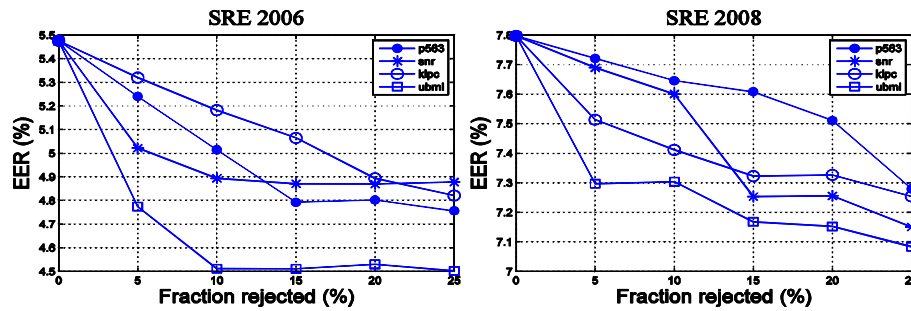 SRE 2006
SRE 2008
5.5
5.4
5.3
5.2
5.1
5
4.9
4.8
4.7
4.6
4.5
EER (%)
0 5 10 15 20 25
Fraction rejected (%)
p563
snr
klpc
ubml
7.8
7.7
7.6
7.5
7.4
7.3
7.2
7.1
7
EER (%)
0 5 10 15 20 25
Fraction rejected (%)
p563
snr
klpc
ubml